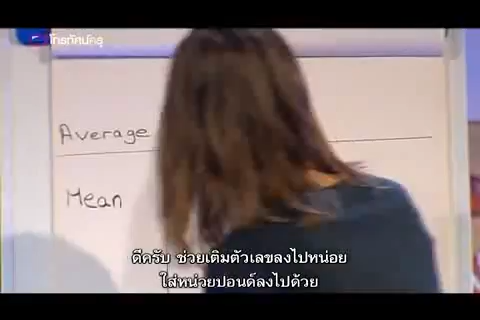 โทรทัศน์ครู
Average
Mean
ดีครับ ช่วยเติมตัวเลขลงไปหน่อย
ใส่หน่วยปอนด์ลงไปด้วย